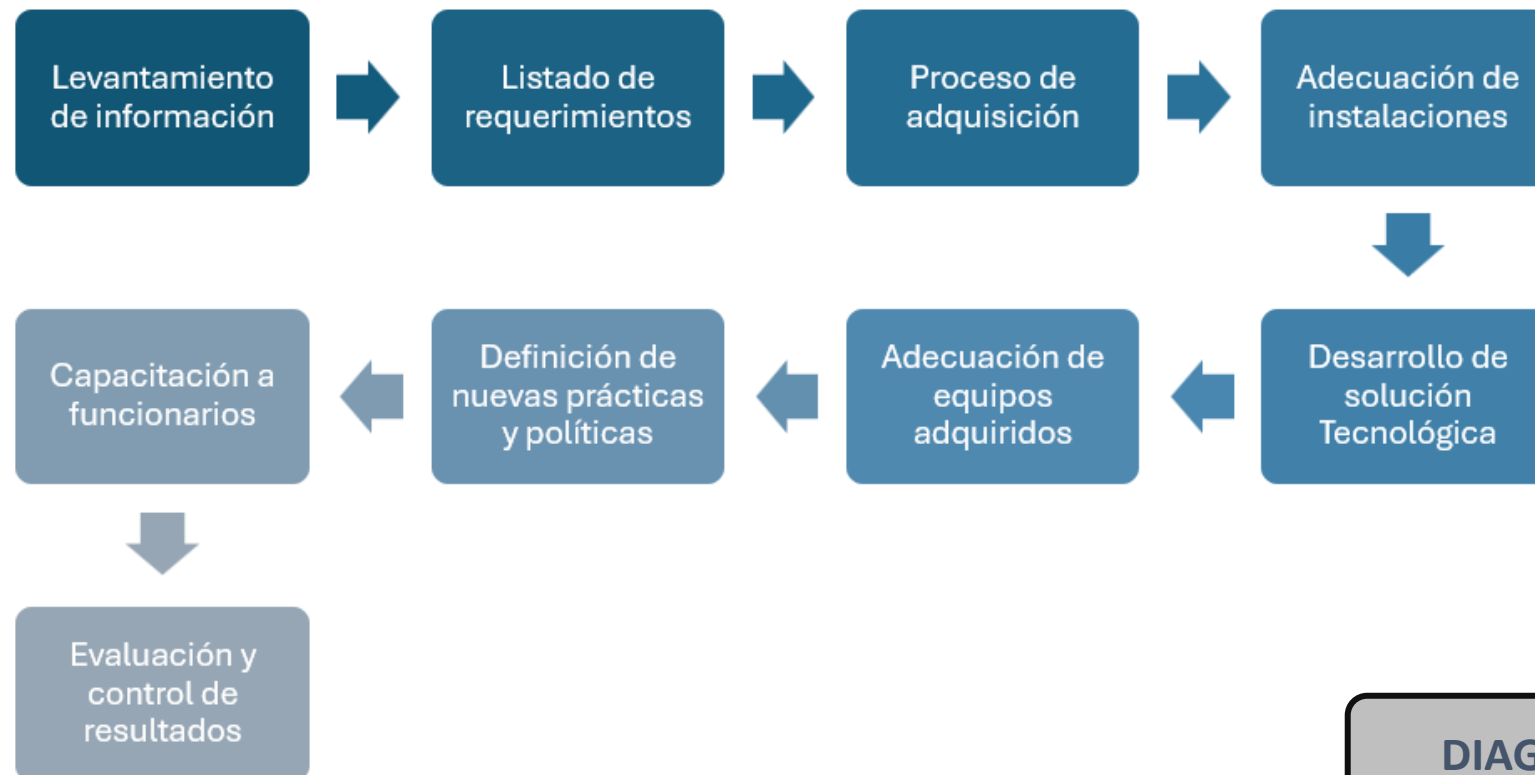 Levantamiento
de información
Listado de
requerimientos
Proceso de
adquisición
Adecuación de
instalaciones
Desarrollo de
solución
Tecnológica
Adecuación de
equipos
adquiridos
Definición de
nuevas prácticas
y políticas
Capacitación a
funcionarios
Evaluación y
control de
resultados
DIAG